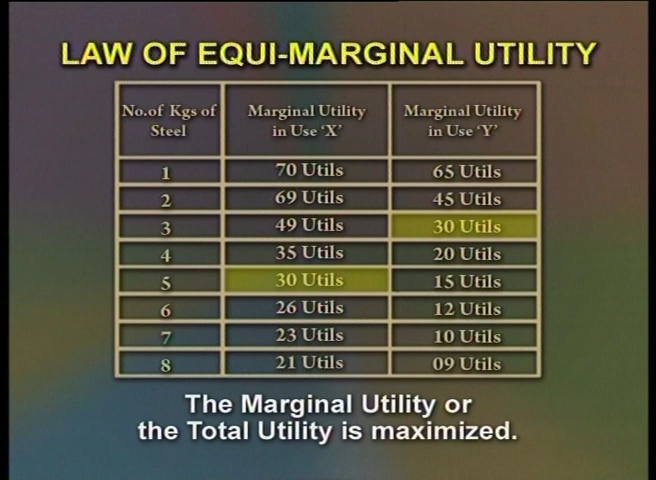 LAW OF EQUI-MARGINAL UTILITY
No.of Kgs of Steel | Marginal Utility in Use ‘X’ | Marginal Utility in Use ‘Y’
1 | 70 Utils | 65 Utils
2 | 69 Utils | 45 Utils
3 | 49 Utils | 30 Utils
4 | 35 Utils | 20 Utils
5 | 30 Utils | 15 Utils
6 | 26 Utils | 12 Utils
7 | 23 Utils | 10 Utils
8 | 21 Utils | 09 Utils
The Marginal Utility or
the Total Utility is maximized.